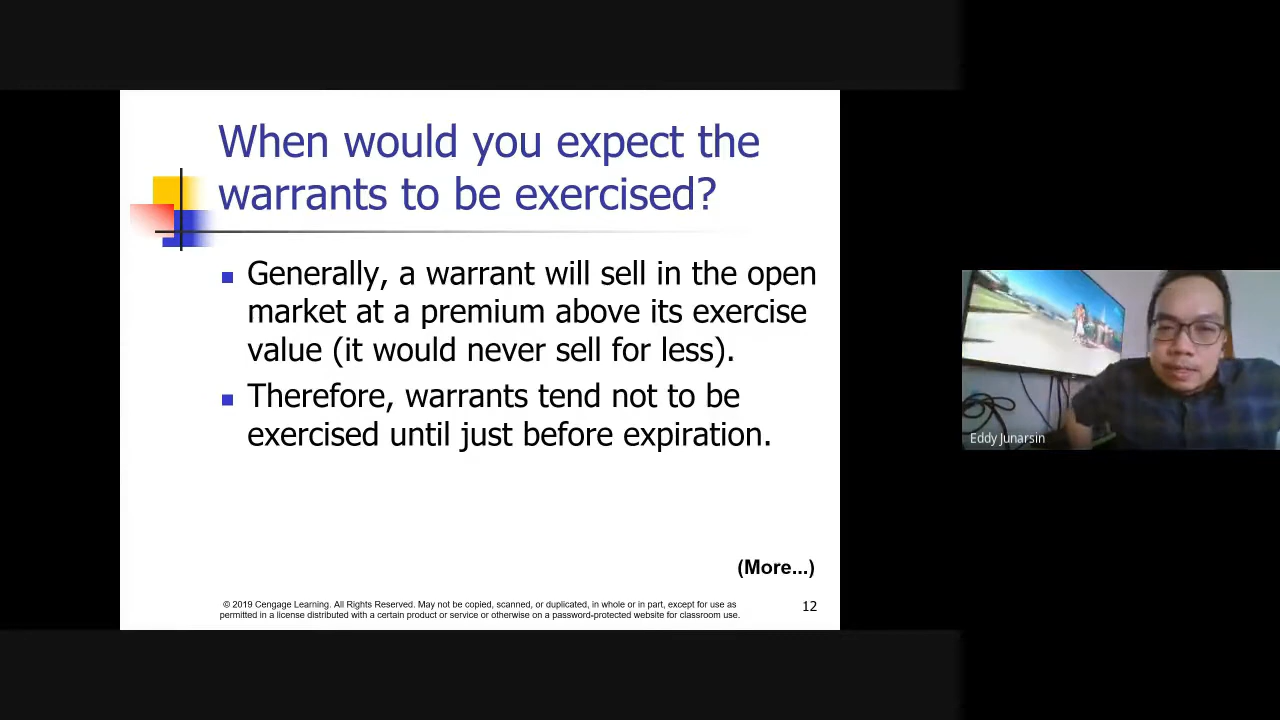 When would you expect the
warrants to be exercised?
Generally, a warrant will sell in the open
market at a premium above its exercise
value (it would never sell for less).
Therefore, warrants tend not to be
exercised until just before expiration.
(More...)
© 2019 Cengage Learning. All Rights Reserved. May not be copied, scanned, or duplicated, in whole or in part, except for use as
permitted in a license distributed with a certain product or service or otherwise on a password-protected website for classroom use.
12
Eddy Junarsin